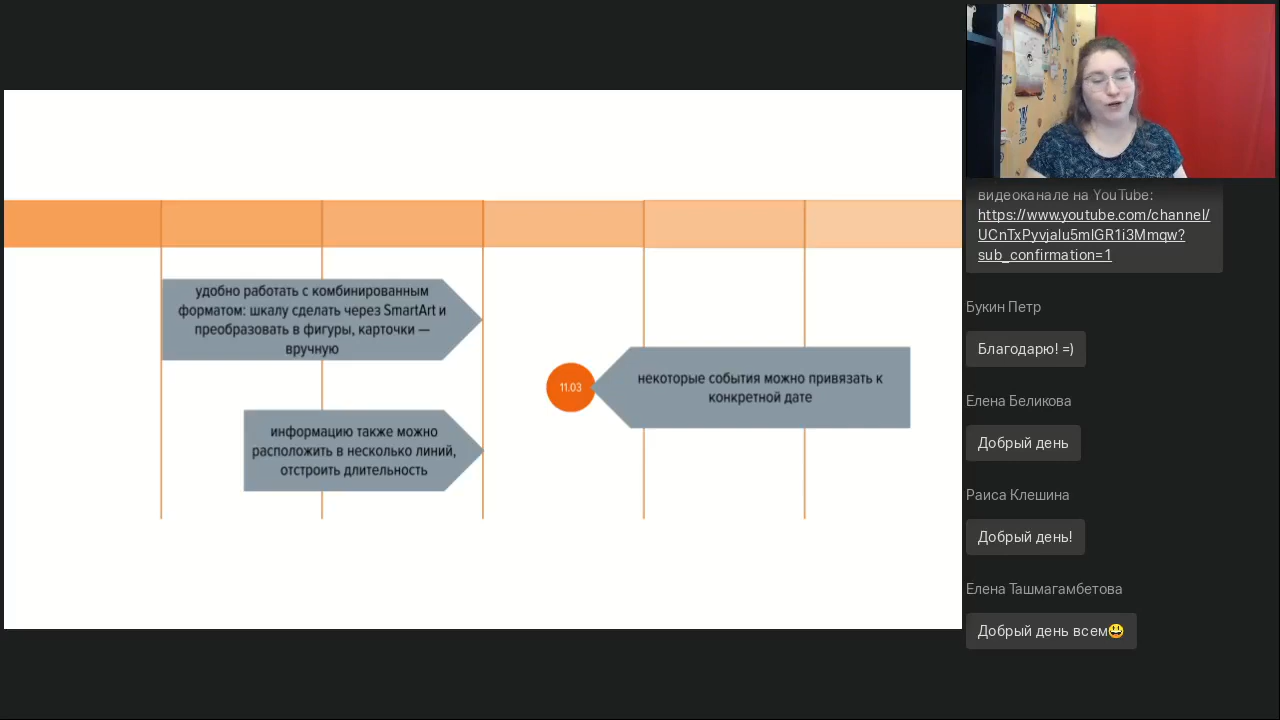 удобно работать с комбинированным
форматом: шкалу сделать через SmartArt и
преобразовать в фигуры, карточки —
вручную
информацию также можно
расположить в несколько линий,
отстроить длительность
11.03
некоторые события можно привязать к
конкретной дате
видеоканале на YouTube:
https://www.youtube.com/channel/
UCnTxPyvjalu5mlGR1i3Mmqw?
sub_confirmation=1
Букин Петр
Благодарю! =)
Елена Беликова
Добрый день
Раиса Клешина
Добрый день!
Елена Ташмагамбетова
Добрый день всем😃